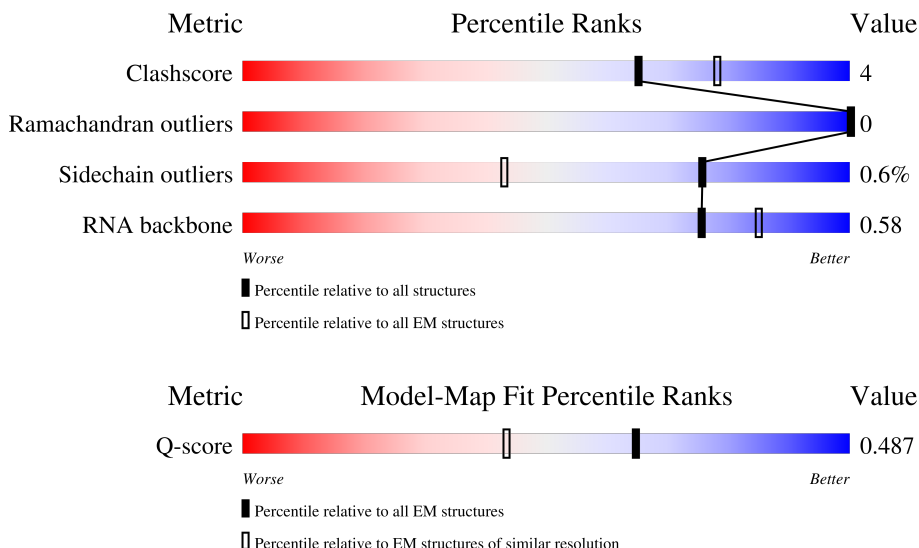 Metric Percentile Ranks Value
Clashscore 4
Ramachandran outliers 0
Sidechain outliers 0.6%
RNA backbone 0.58
Worse Better
Percentile relative to all structures
Percentile relative to all EM structures
Metric Model-Map Fit Percentile Ranks Value
Q-score 0.487
Worse Better
Percentile relative to all EM structures
Percentile relative to EM structures of similar resolution